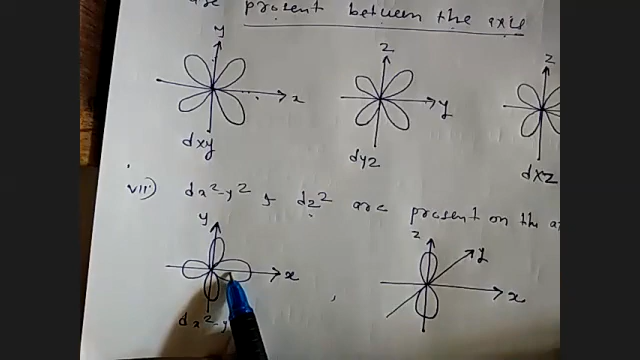 are present between the axis
y z z
x y
dxy dyz dxz
vii) dx²-y² & dz² are present on the a
y z y
x , x
dx²-y